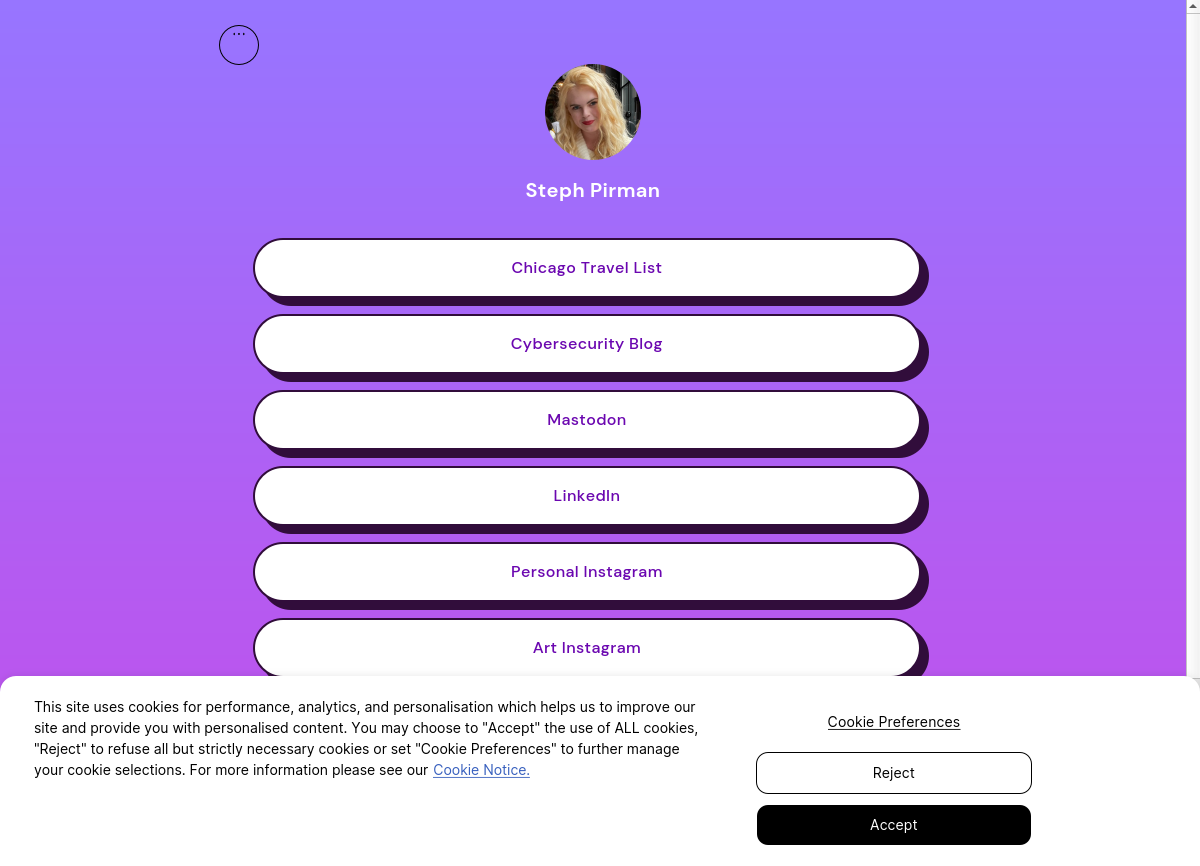 ...
Steph Pirman
Chicago Travel List
Cybersecurity Blog
Mastodon
LinkedIn
Personal Instagram
Art Instagram
This site uses cookies for performance, analytics, and personalisation which helps us to improve our
site and provide you with personalised content. You may choose to "Accept" the use of ALL cookies,
"Reject" to refuse all but strictly necessary cookies or set "Cookie Preferences" to further manage
your cookie selections. For more information please see our Cookie Notice.
Cookie Preferences
Reject
Accept